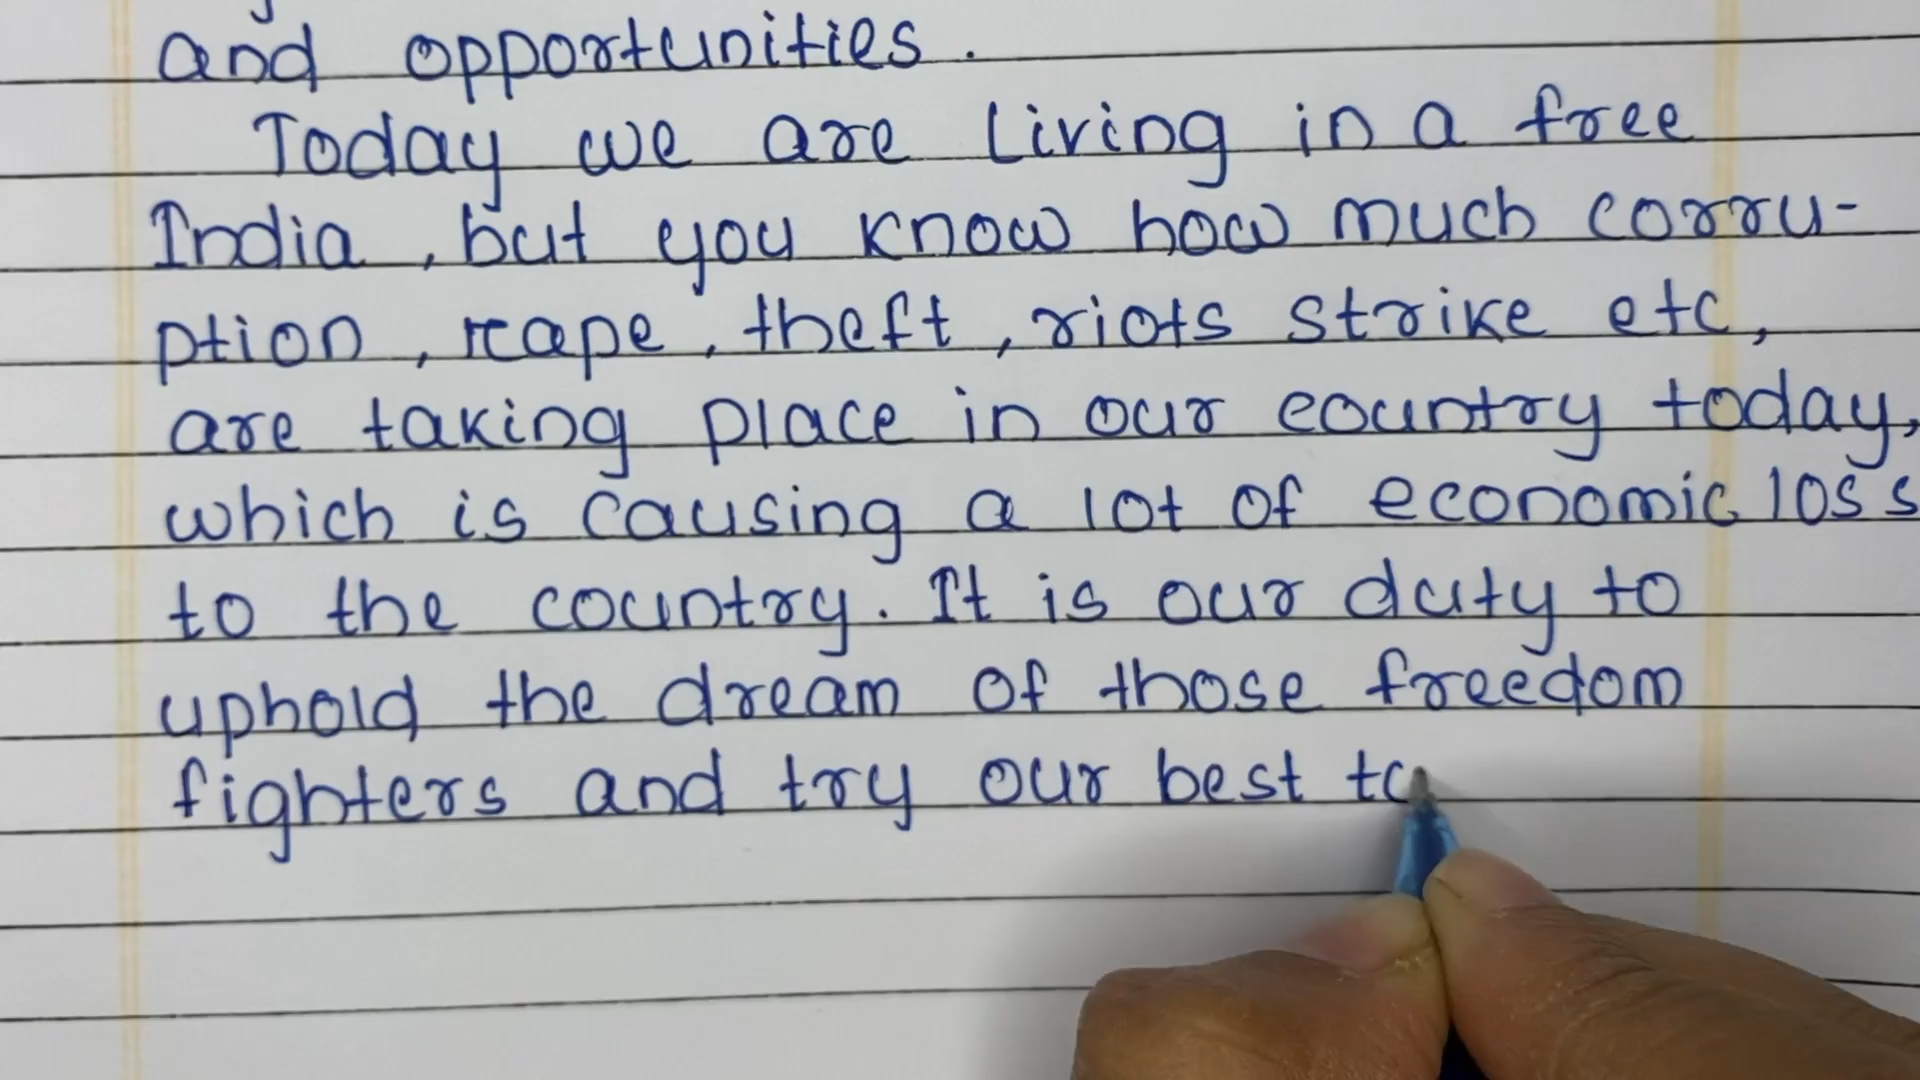 and opportunities.
Today we are living in a free
India, but you know how much corru-
ption, rape, theft, riots strike etc,
are taking place in our country today,
which is causing a lot of economic loss
to the country. It is our duty to
uphold the dream of those freedom
fighters and try our best